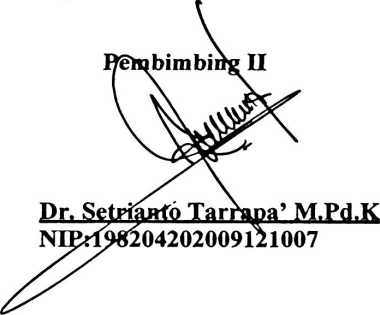 Pembimbing II
Dr. Setrianto Tarrapa’ M.Pd.K
NIP:198204202009121007